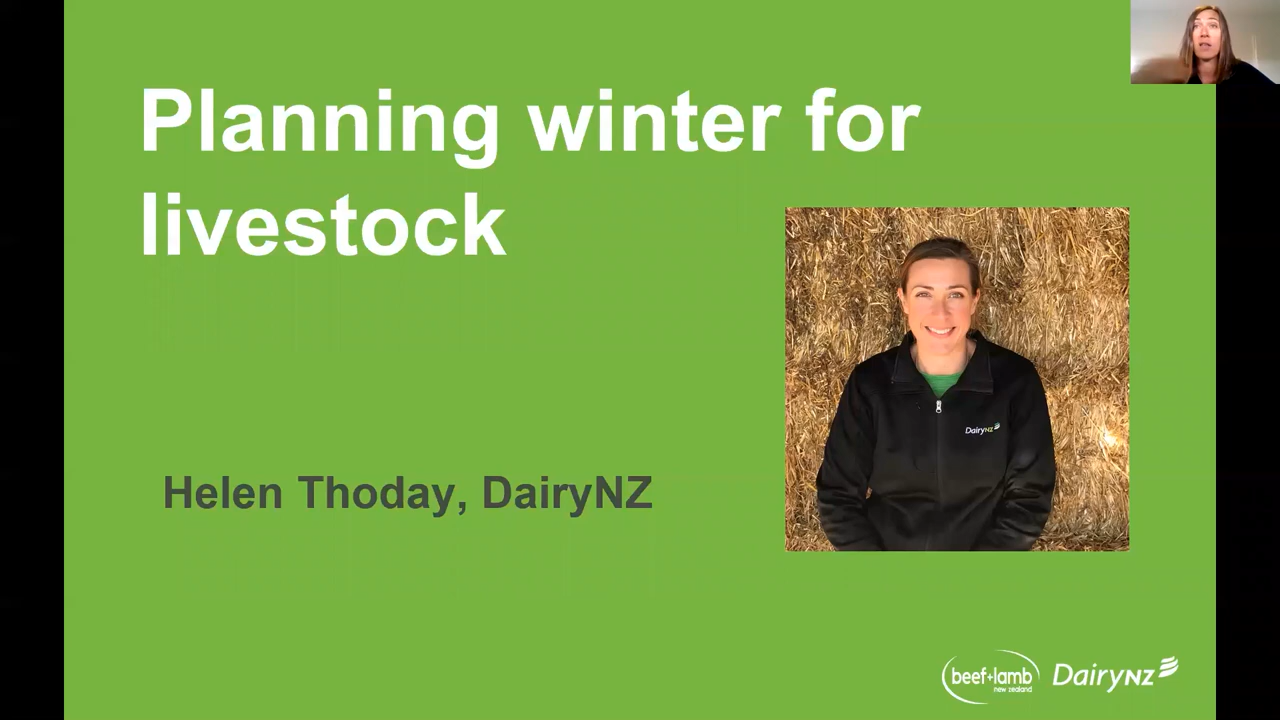 Planning winter for
livestock
DairyNZ
Helen Thoday, DairyNZ
beef+lamb
new zealand
DairyNZ